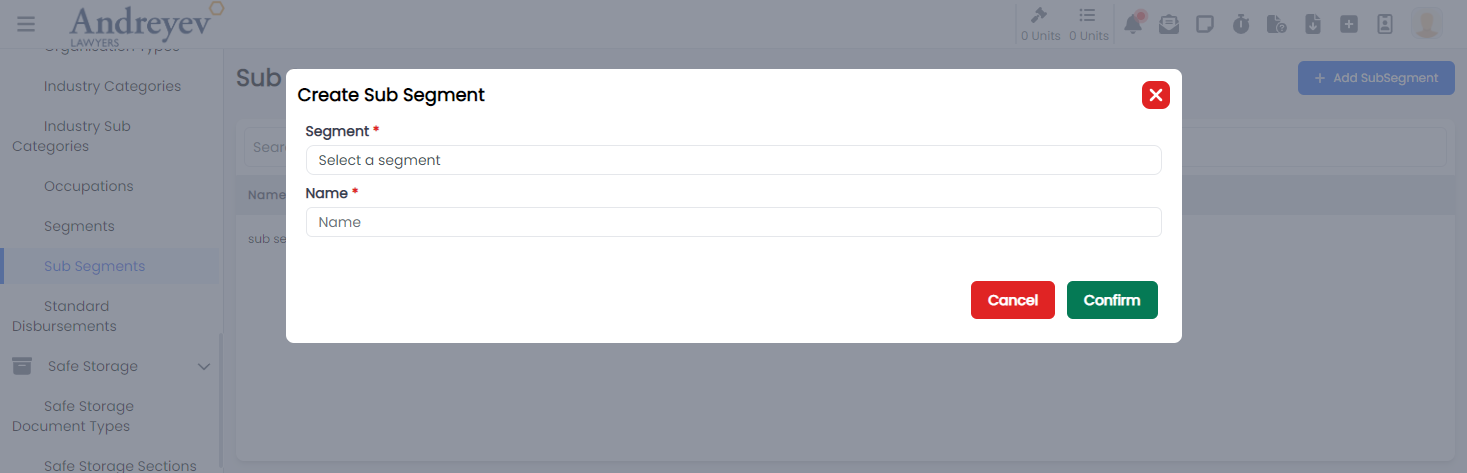 Andreyev
LAWYERS
0 Units
0 Units
Organisation Types
Industry Categories
Industry Sub
Categories
Occupations
Segments
Sub Segments
Standard
Disbursements
Safe Storage
Safe Storage
Document Types
Safe Storage Sections
Sub
+ Add SubSegment
Name
sub se
Create Sub Segment
Segment *
Select a segment
Name *
Name
Cancel
Confirm